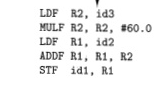 LDF R2, id3
MULF R2, R2, #60.0
LDF R1, id2
ADDF R1, R1, R2
STF id1, R1